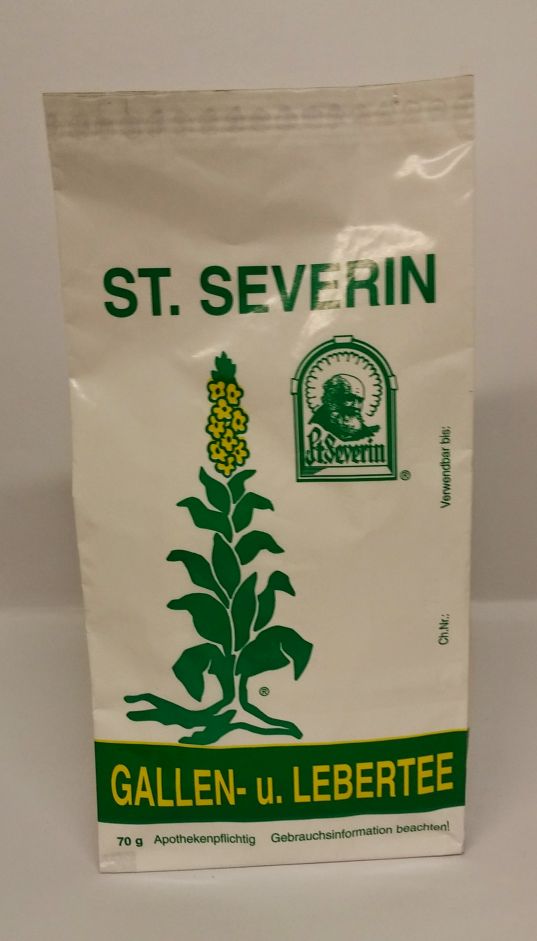 ST. SEVERIN
St. Severin
®
Verwendbar bis:
Ch.Nr.:
®
GALLEN- u. LEBERTEE
70 g Apothekenpflichtig Gebrauchsinformation beachten!